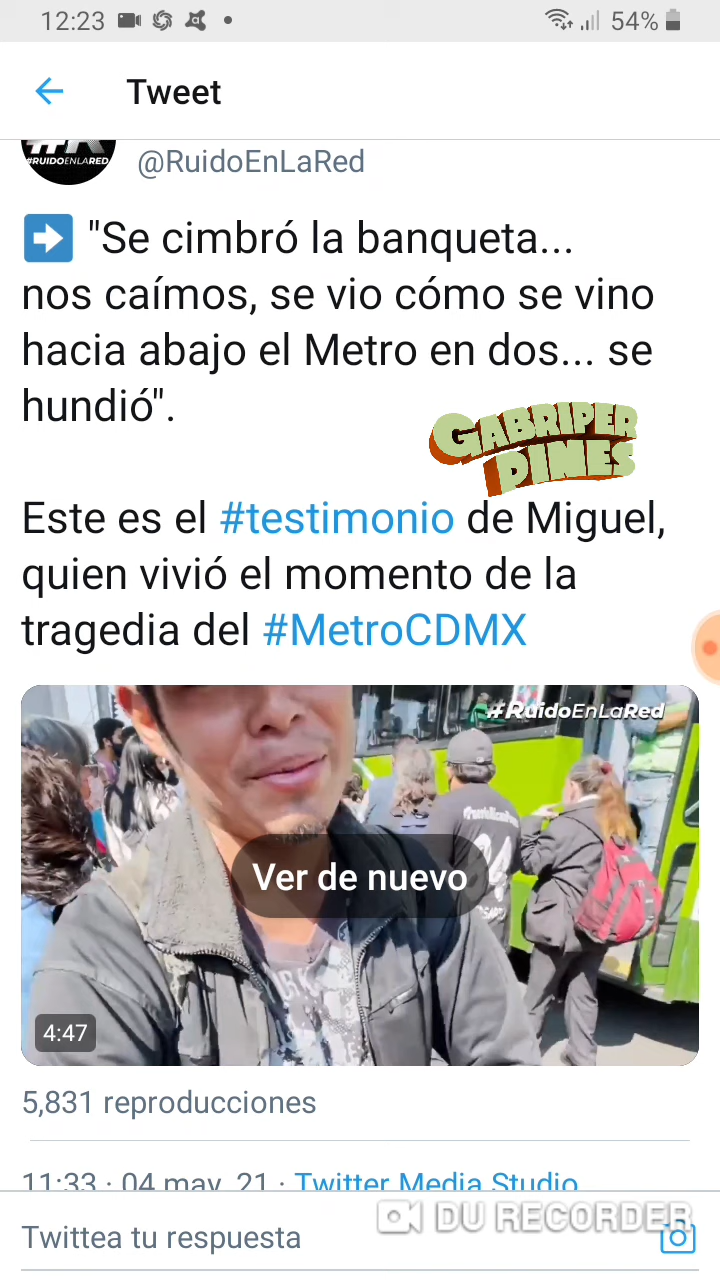 12:23
54%
Tweet
#RUIDOENLARED
@RuidoEnLaRed
"Se cimbró la banqueta...
nos caímos, se vio cómo se vino
hacia abajo el Metro en dos... se
hundió".
GABRIPER
PINES
Este es el #testimonio de Miguel,
quien vivió el momento de la
tragedia del #MetroCDMX
#RuidoEnLaRed
24
Ver de nuevo
4:47
5,831 reproducciones
11:33 · 04 may. 21 · Twitter Media Studio
DU RECORDER
Twittea tu respuesta